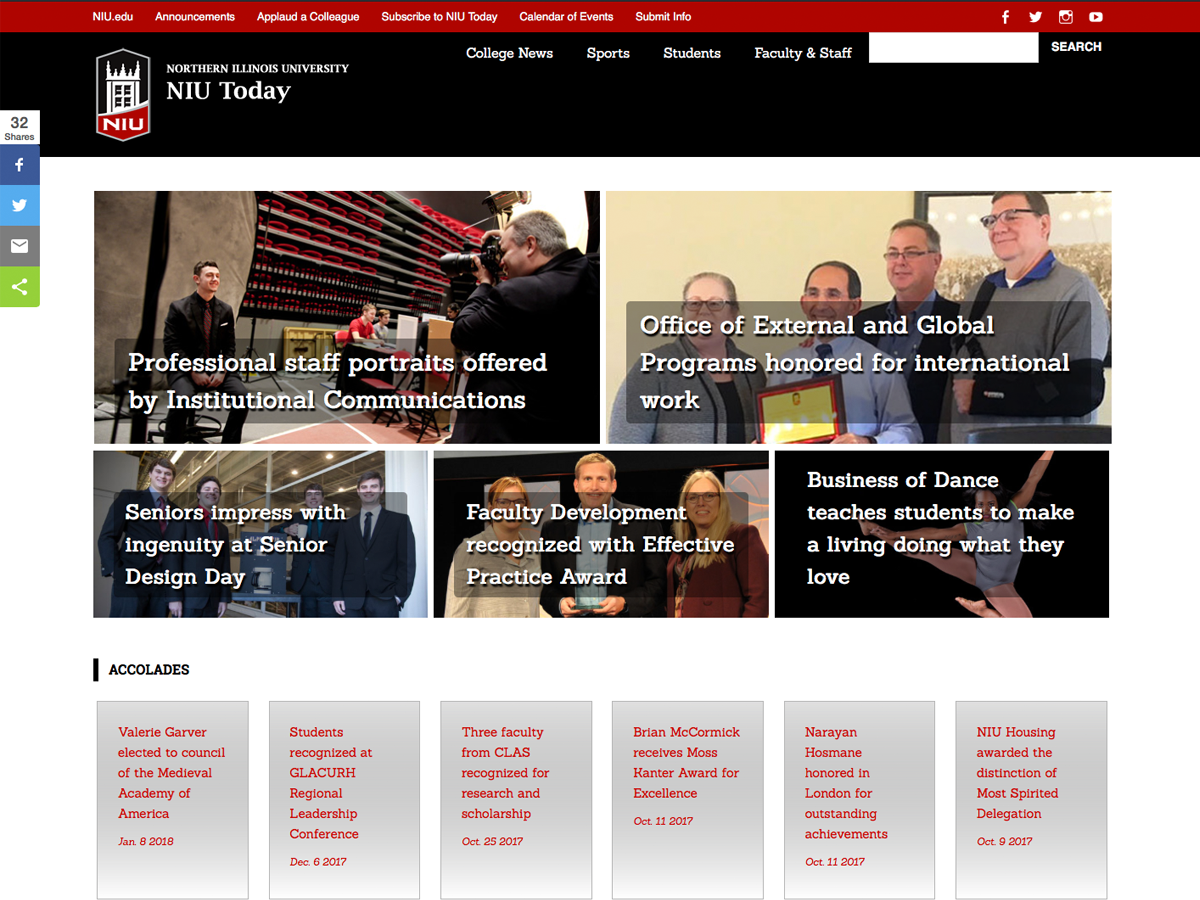 NIU.edu Announcements Applaud a Colleague Subscribe to NIU Today Calendar of Events Submit Info
College News Sports Students Faculty & Staff SEARCH
NORTHERN ILLINOIS UNIVERSITY
NIU Today
NIU
32
Shares
Professional staff portraits offered
by Institutional Communications
Office of External and Global
Programs honored for international
work
Seniors impress with
ingenuity at Senior
Design Day
Faculty Development
recognized with Effective
Practice Award
Business of Dance
teaches students to make
a living doing what they
love
ACCOLADES
Valerie Garver
elected to council
of the Medieval
Academy of
America
Jan. 8 2018
Students
recognized at
GLACURH
Regional
Leadership
Conference
Dec. 6 2017
Three faculty
from CLAS
recognized for
research and
scholarship
Oct. 25 2017
Brian McCormick
receives Moss
Kanter Award for
Excellence
Oct. 11 2017
Narayan
Hosmane
honored in
London for
outstanding
achievements
Oct. 11 2017
NIU Housing
awarded the
distinction of
Most Spirited
Delegation
Oct. 9 2017